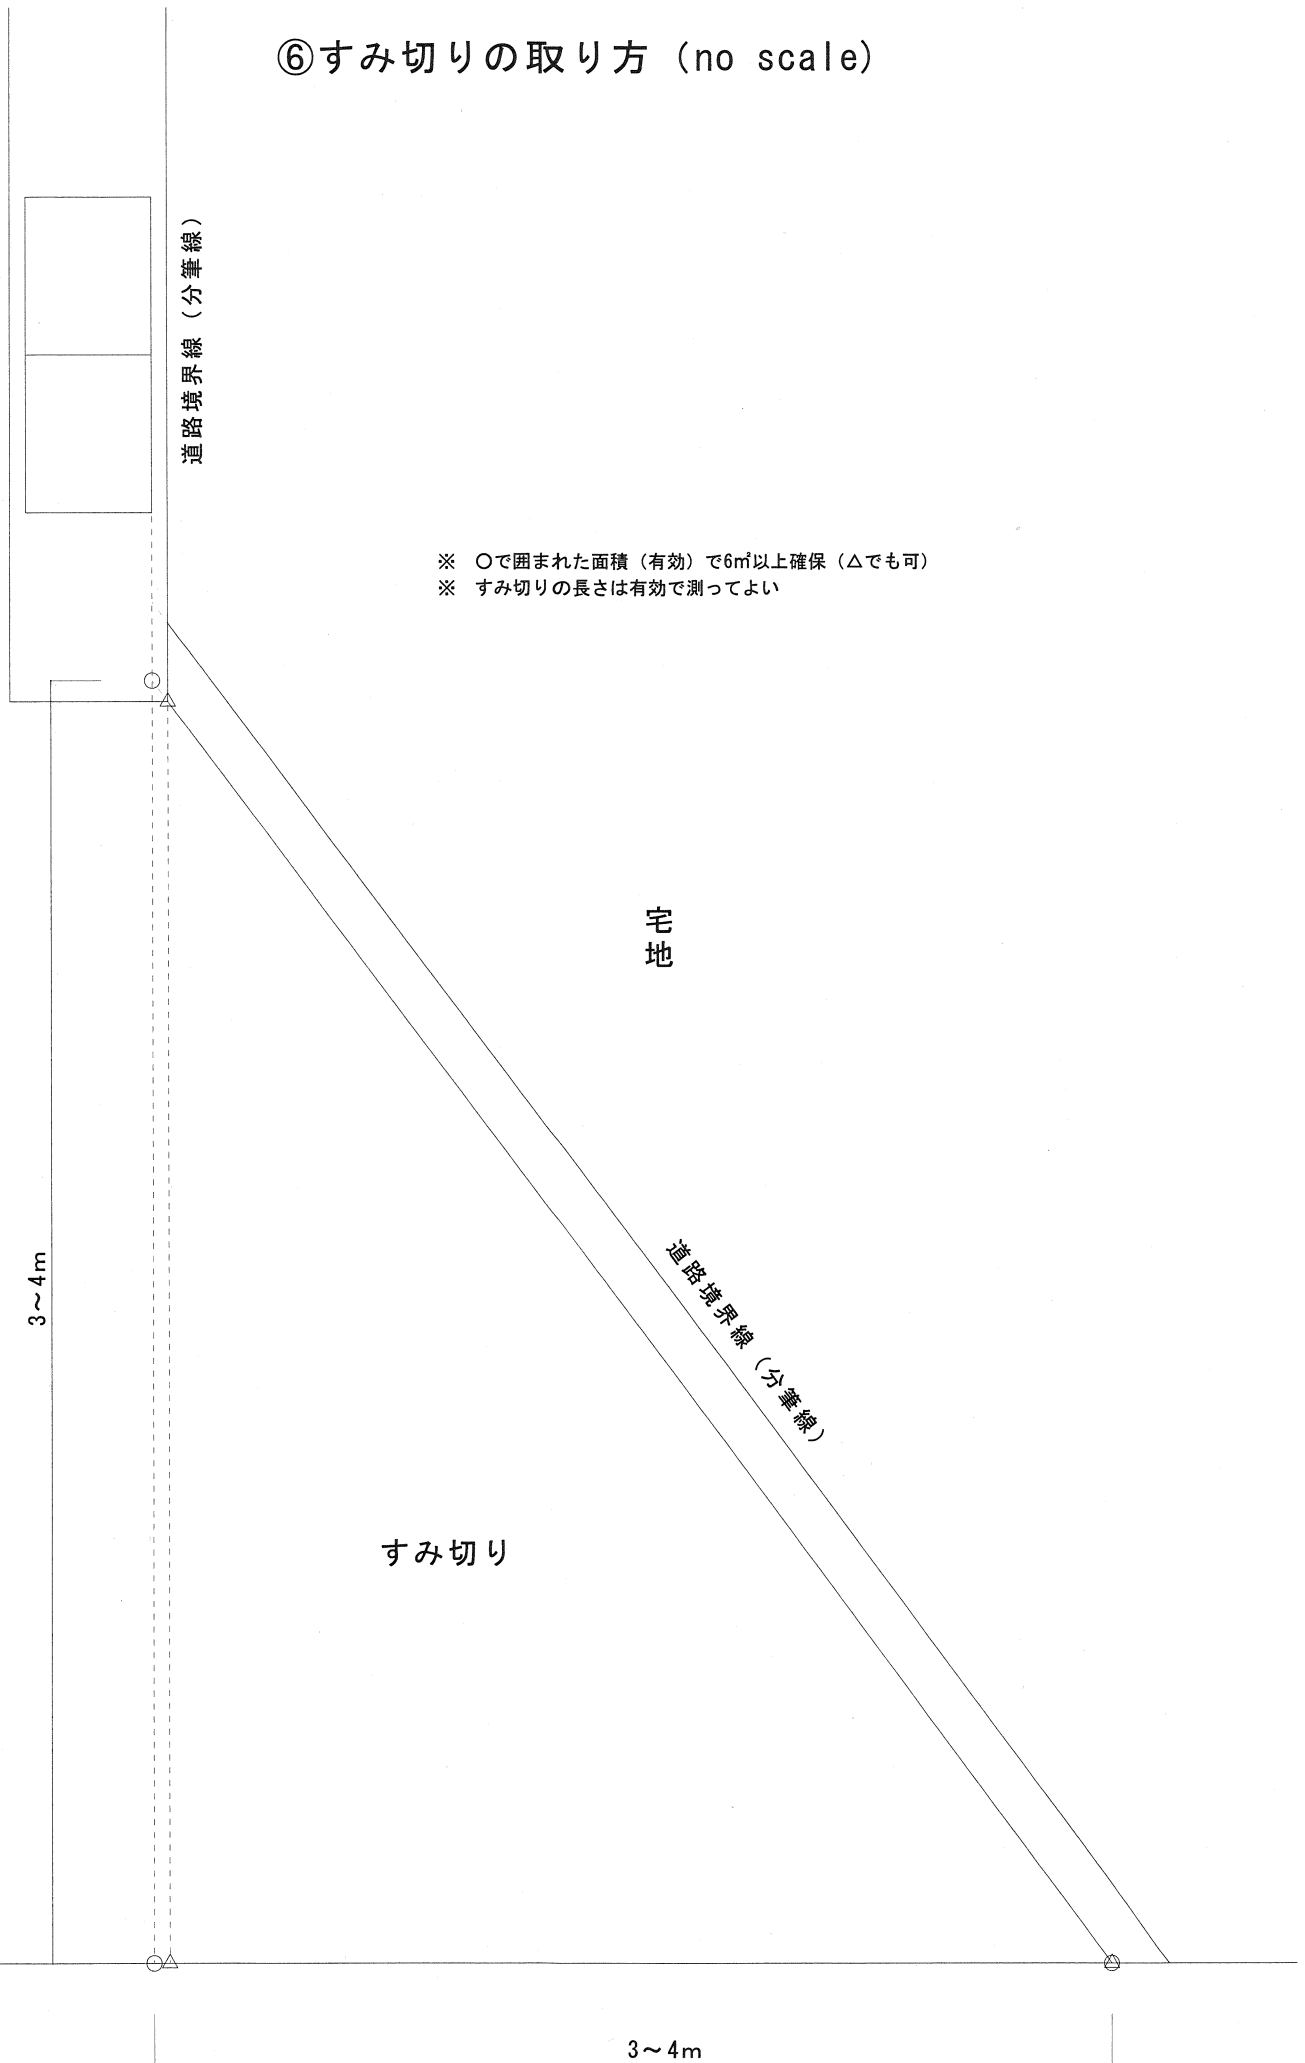 ⑥すみ切りの取り方 (no scale)
道路境界線（分筆線）
※　○で囲まれた面積（有効）で6㎡以上確保（△でも可）
※　すみ切りの長さは有効で測ってよい
宅
地
3～4m
道路境界線（分筆線）
すみ切り
3～4m